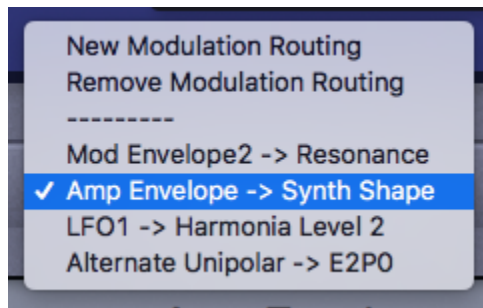 New Modulation Routing
Remove Modulation Routing
---------
Mod Envelope2 -> Resonance
✓ Amp Envelope -> Synth Shape
LFO1 -> Harmonia Level 2
Alternate Unipolar -> E2P0